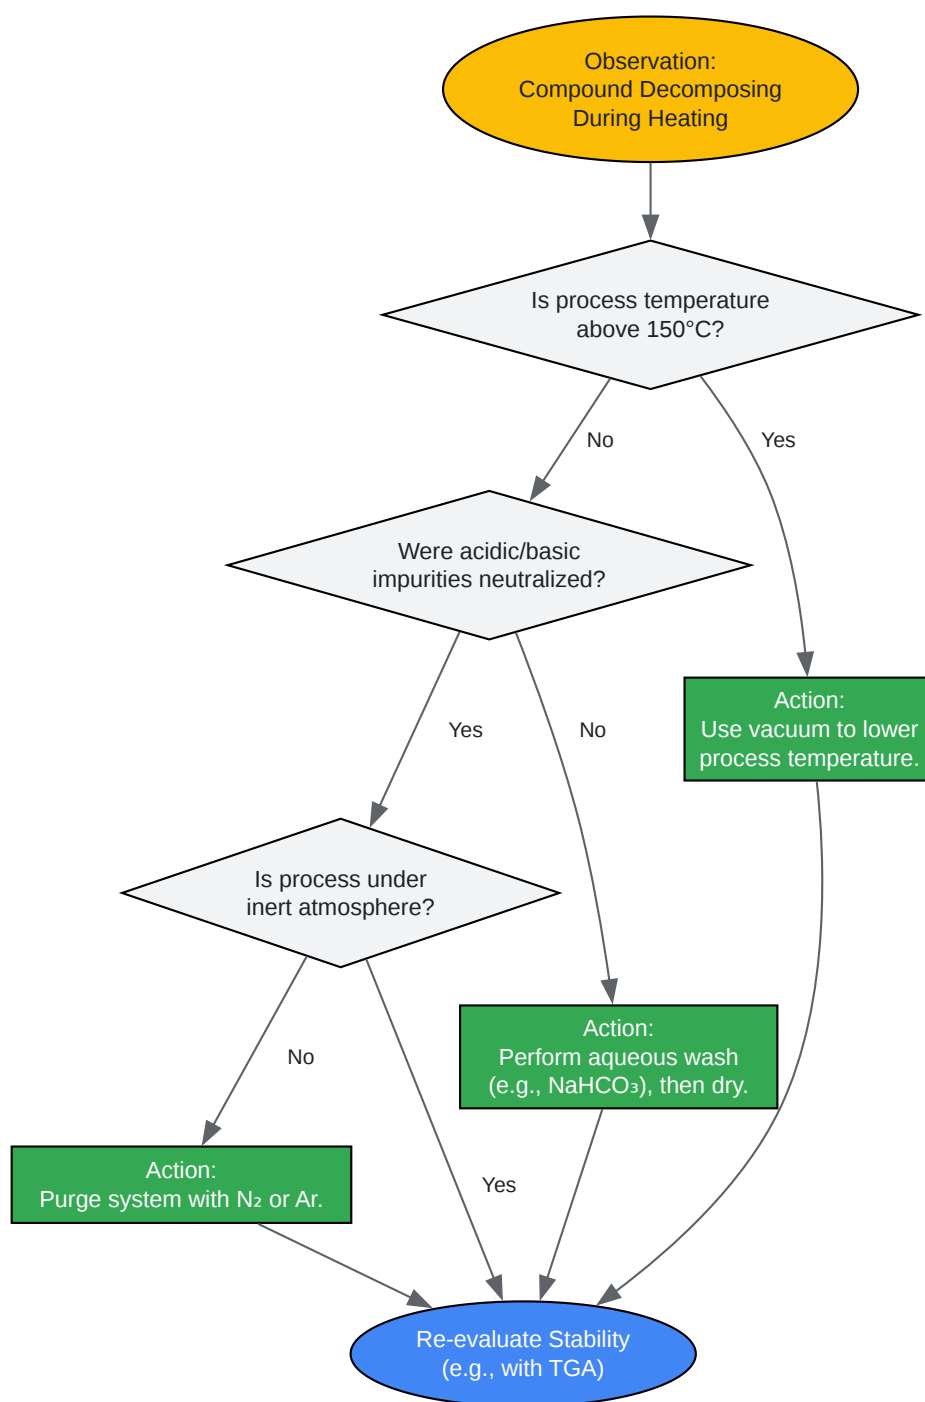 Observation:
Compound Decomposing
During Heating
Is process temperature
above 150°C?
No
Yes
Were acidic/basic
impurities neutralized?
Action:
Use vacuum to lower
process temperature.
Yes
No
Is process under
inert atmosphere?
Action:
Perform aqueous wash
(e.g., NaHCO₃), then dry.
No
Action:
Purge system with N₂ or Ar.
Yes
Re-evaluate Stability
(e.g., with TGA)